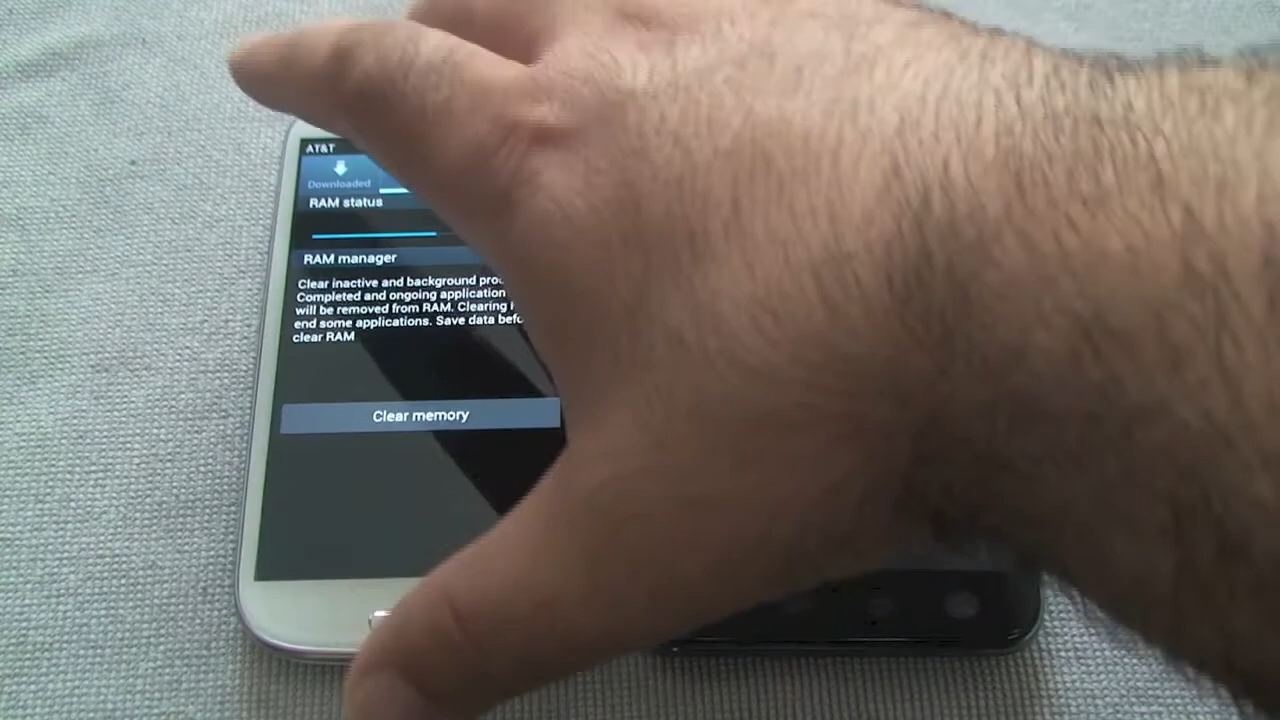 AT&T
Downloaded
RAM status
RAM manager
Clear inactive and background
Completed and ongoing application
will be removed from RAM. Clearing
end some applications. Save data
clear RAM
Clear memory